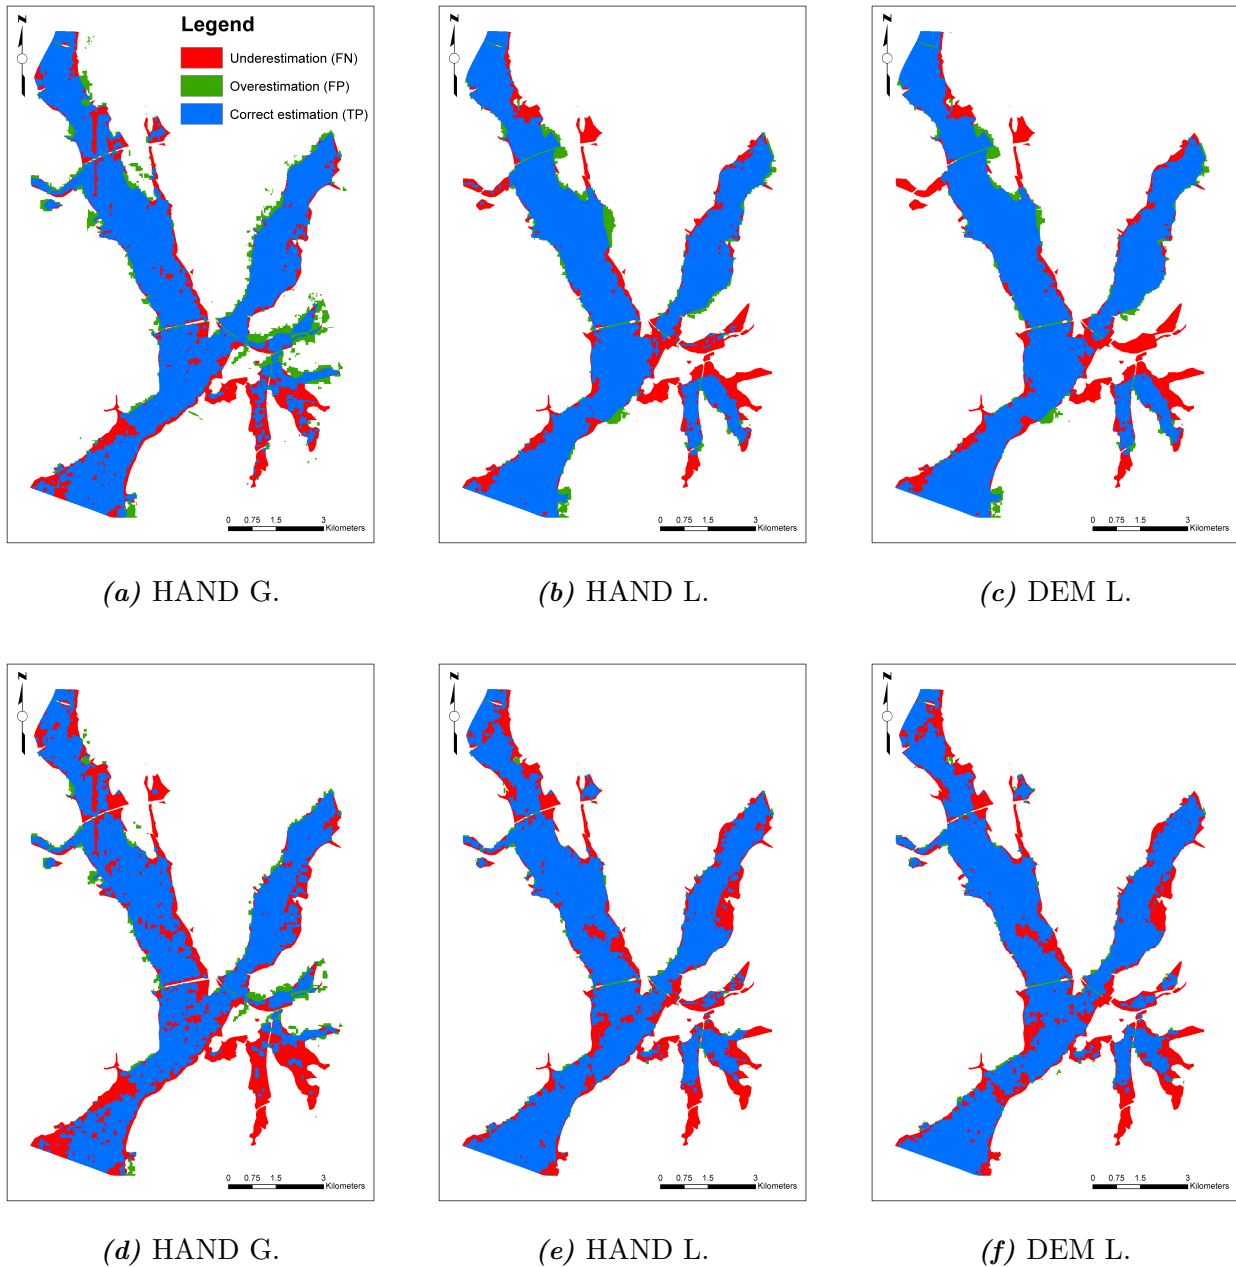 N
Legend
Underestimation (FN)
Overestimation (FP)
Correct estimation (TP)
0 0.75 1.5 3
Kilometers
N
0 0.75 1.5 3
Kilometers
N
0 0.75 1.5 3
Kilometers
(a) HAND G.
(b) HAND L.
(c) DEM L.
N
0 0.75 1.5 3
Kilometers
N
0 0.75 1.5 3
Kilometers
N
0 0.75 1.5 3
Kilometers
(d) HAND G.
(e) HAND L.
(f) DEM L.